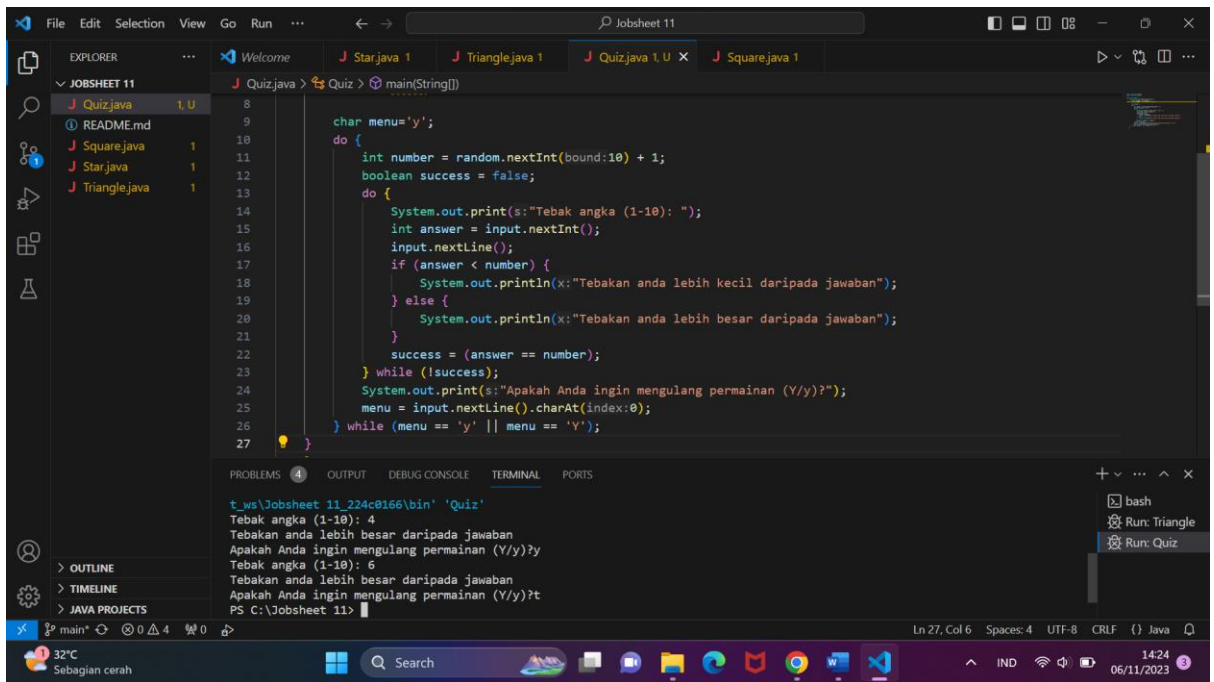 File Edit Selection View Go Run ··· Jobsheet 11
EXPLORER ···
JOBSHEET 11
Quiz.java 1, U
README.md
Square.java 1
Star.java 1
Triangle.java 1
OUTLINE
TIMELINE
JAVA PROJECTS
Welcome J Star.java 1 J Triangle.java 1 J Quiz.java 1, U J Square.java 1
J Quiz.java > Quiz > main(String[])
8
9 char menu='y';
10 do {
11 int number = random.nextInt(bound:10) + 1;
12 boolean success = false;
13 do {
14 System.out.print(s:"Tebak angka (1-10): ");
15 int answer = input.nextInt();
16 input.nextLine();
17 if (answer < number) {
18 System.out.println(x:"Tebakan anda lebih kecil daripada jawaban");
19 } else {
20 System.out.println(x:"Tebakan anda lebih besar daripada jawaban");
21 }
22 success = (answer == number);
23 } while (!success);
24 System.out.print(s:"Apakah Anda ingin mengulang permainan (Y/y)?");
25 menu = input.nextLine().charAt(index:0);
26 } while (menu == 'y' || menu == 'Y');
27 }
PROBLEMS 4 OUTPUT DEBUG CONSOLE TERMINAL PORTS
t_ws\Jobsheet 11_224c0166\bin' 'Quiz'
Tebak angka (1-10): 4
Tebakan anda lebih besar daripada jawaban
Apakah Anda ingin mengulang permainan (Y/y)?y
Tebak angka (1-10): 6
Tebakan anda lebih besar daripada jawaban
Apakah Anda ingin mengulang permainan (Y/y)?t
PS C:\Jobsheet 11>
bash
Run: Triangle
Run: Quiz
main* 0 4 0 Ln 27, Col 6 Spaces: 4 UTF-8 CRLF {} Java
1
32°C
Sebagian cerah
Search
IND
14:24
06/11/2023
3